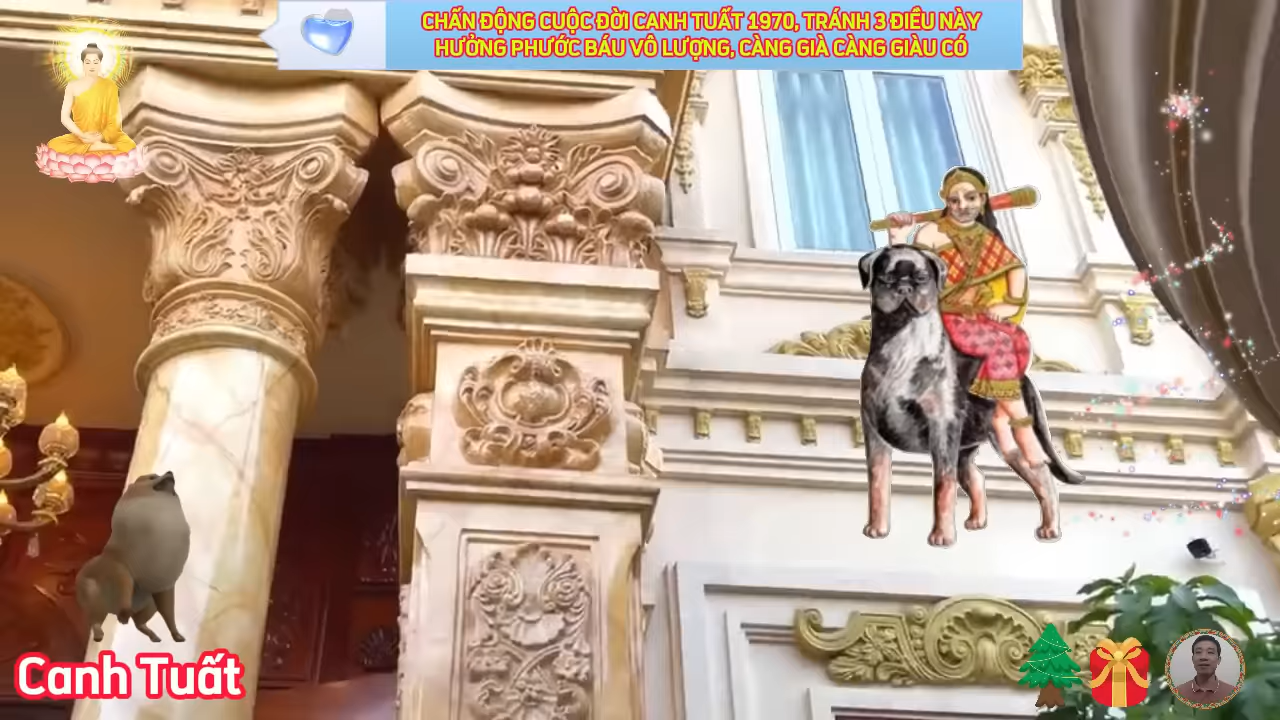 CHẤN ĐỘNG CUỘC ĐỜI CANH TUẤT 1970, TRÁNH 3 ĐIỀU NÀY
HƯỞNG PHƯỚC BÁU VÔ LƯỢNG, CÀNG GIÀ CÀNG GIÀU CÓ
Canh Tuất